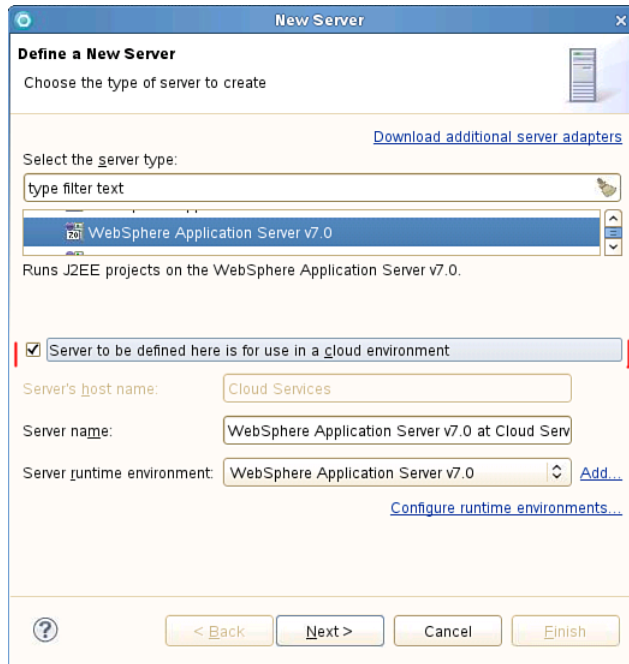 New Server
Define a New Server
Choose the type of server to create
Download additional server adapters
Select the server type:
type filter text
WebSphere Application Server v7.0
Runs J2EE projects on the WebSphere Application Server v7.0.
Server to be defined here is for use in a cloud environment
Server's host name: Cloud Services
Server name: WebSphere Application Server v7.0 at Cloud Serv
Server runtime environment: WebSphere Application Server v7.0 Add...
Configure runtime environments...
< Back Next > Cancel Finish